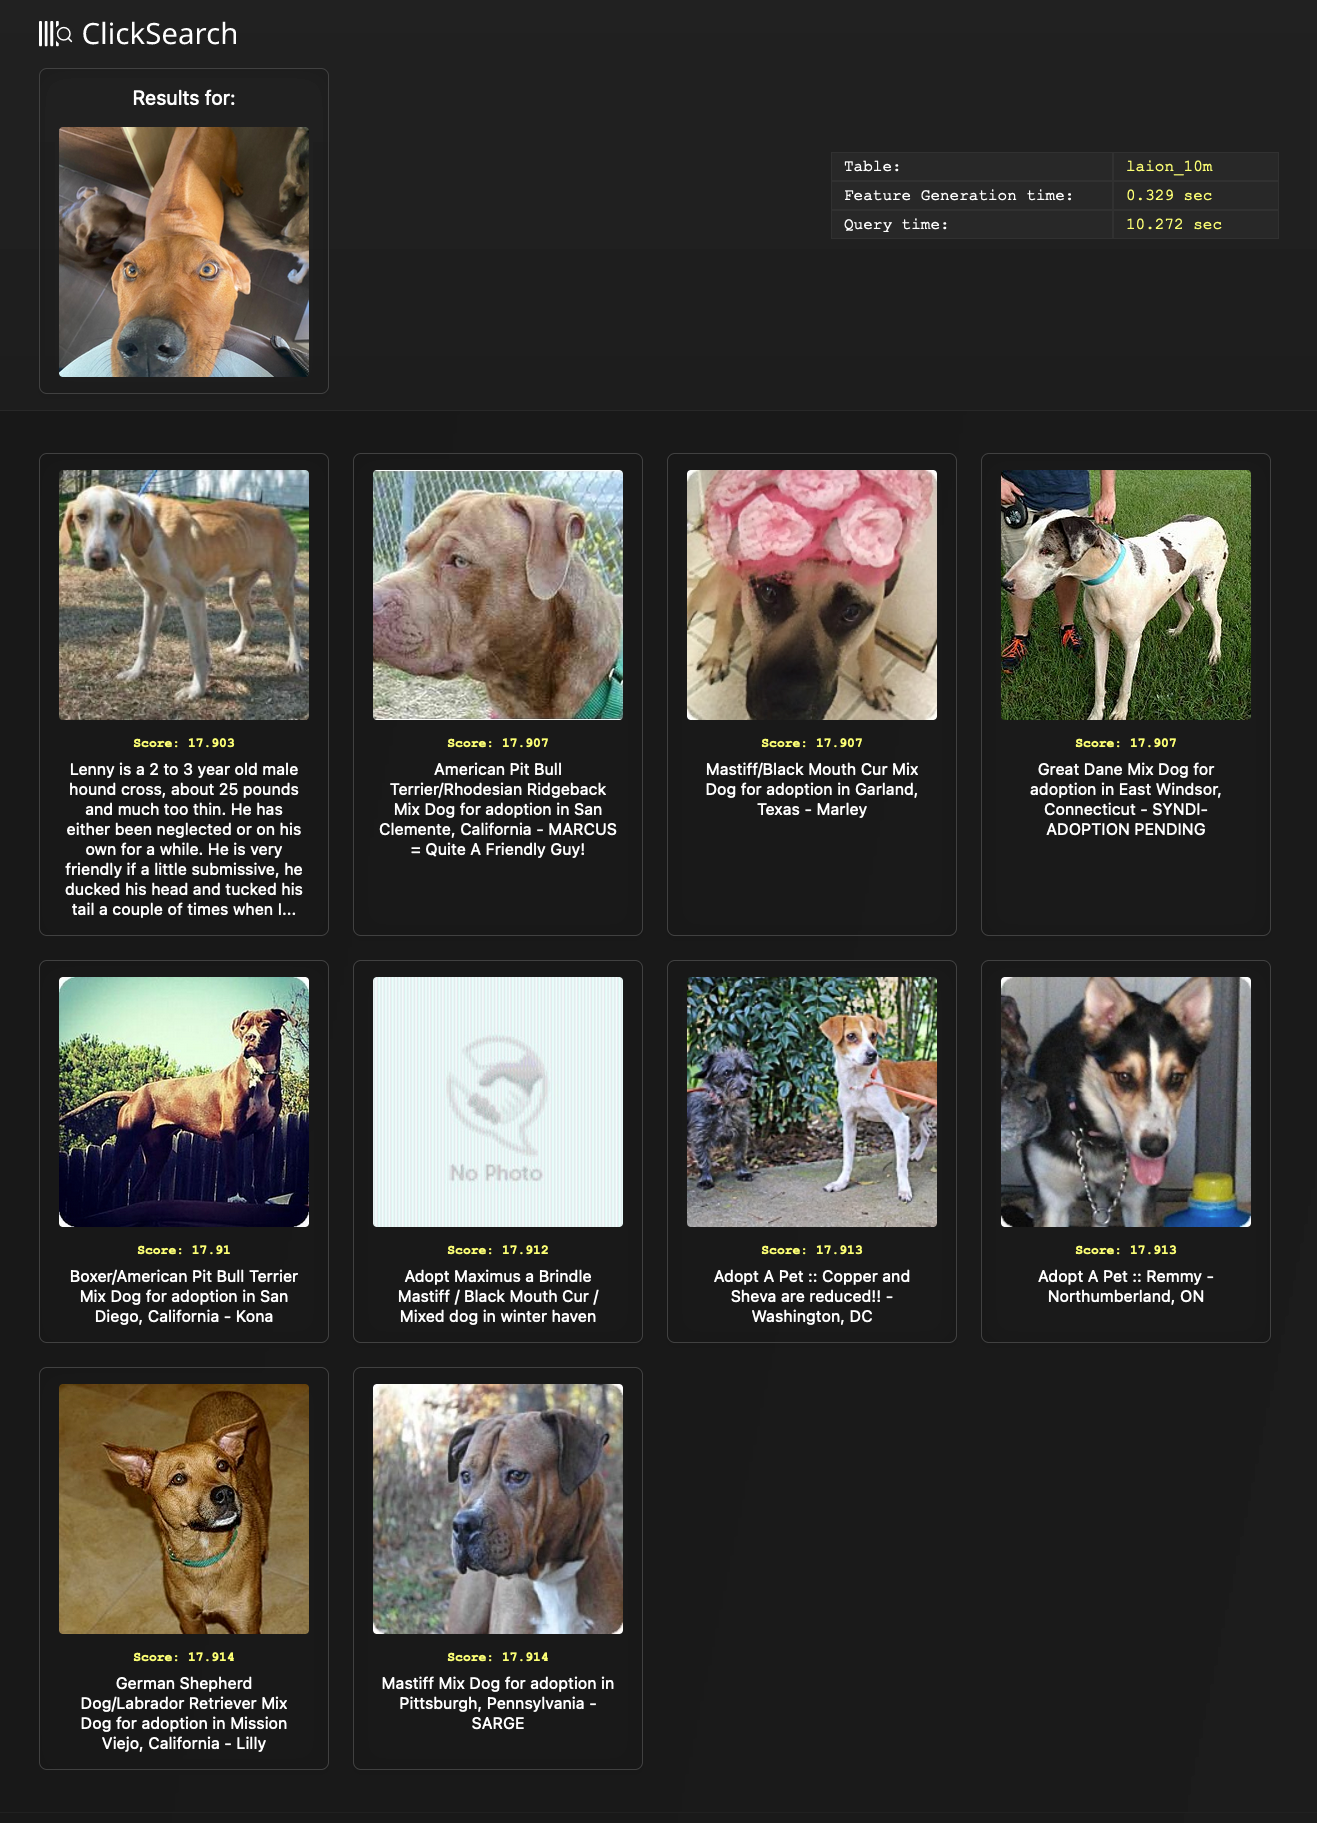 ClickSearch
Results for:
Table: laion_10m
Feature Generation time: 0.329 sec
Query time: 10.272 sec
Score: 17.903
Lenny is a 2 to 3 year old male
hound cross, about 25 pounds
and much too thin. He has
either been neglected or on his
own for a while. He is very
friendly if a little submissive, he
ducked his head and tucked his
tail a couple of times when I...
Score: 17.907
American Pit Bull
Terrier/Rhodesian Ridgeback
Mix Dog for adoption in San
Clemente, California - MARCUS
= Quite A Friendly Guy!
Score: 17.907
Mastiff/Black Mouth Cur Mix
Dog for adoption in Garland,
Texas - Marley
Score: 17.907
Great Dane Mix Dog for
adoption in East Windsor,
Connecticut - SYNDI-
ADOPTION PENDING
Score: 17.91
Boxer/American Pit Bull Terrier
Mix Dog for adoption in San
Diego, California - Kona
No Photo
Score: 17.912
Adopt Maximus a Brindle
Mastiff / Black Mouth Cur /
Mixed dog in winter haven
Score: 17.913
Adopt A Pet :: Copper and
Sheva are reduced!! -
Washington, DC
Score: 17.913
Adopt A Pet :: Remmy -
Northumberland, ON
Score: 17.914
German Shepherd
Dog/Labrador Retriever Mix
Dog for adoption in Mission
Viejo, California - Lilly
Score: 17.914
Mastiff Mix Dog for adoption in
Pittsburgh, Pennsylvania -
SARGE